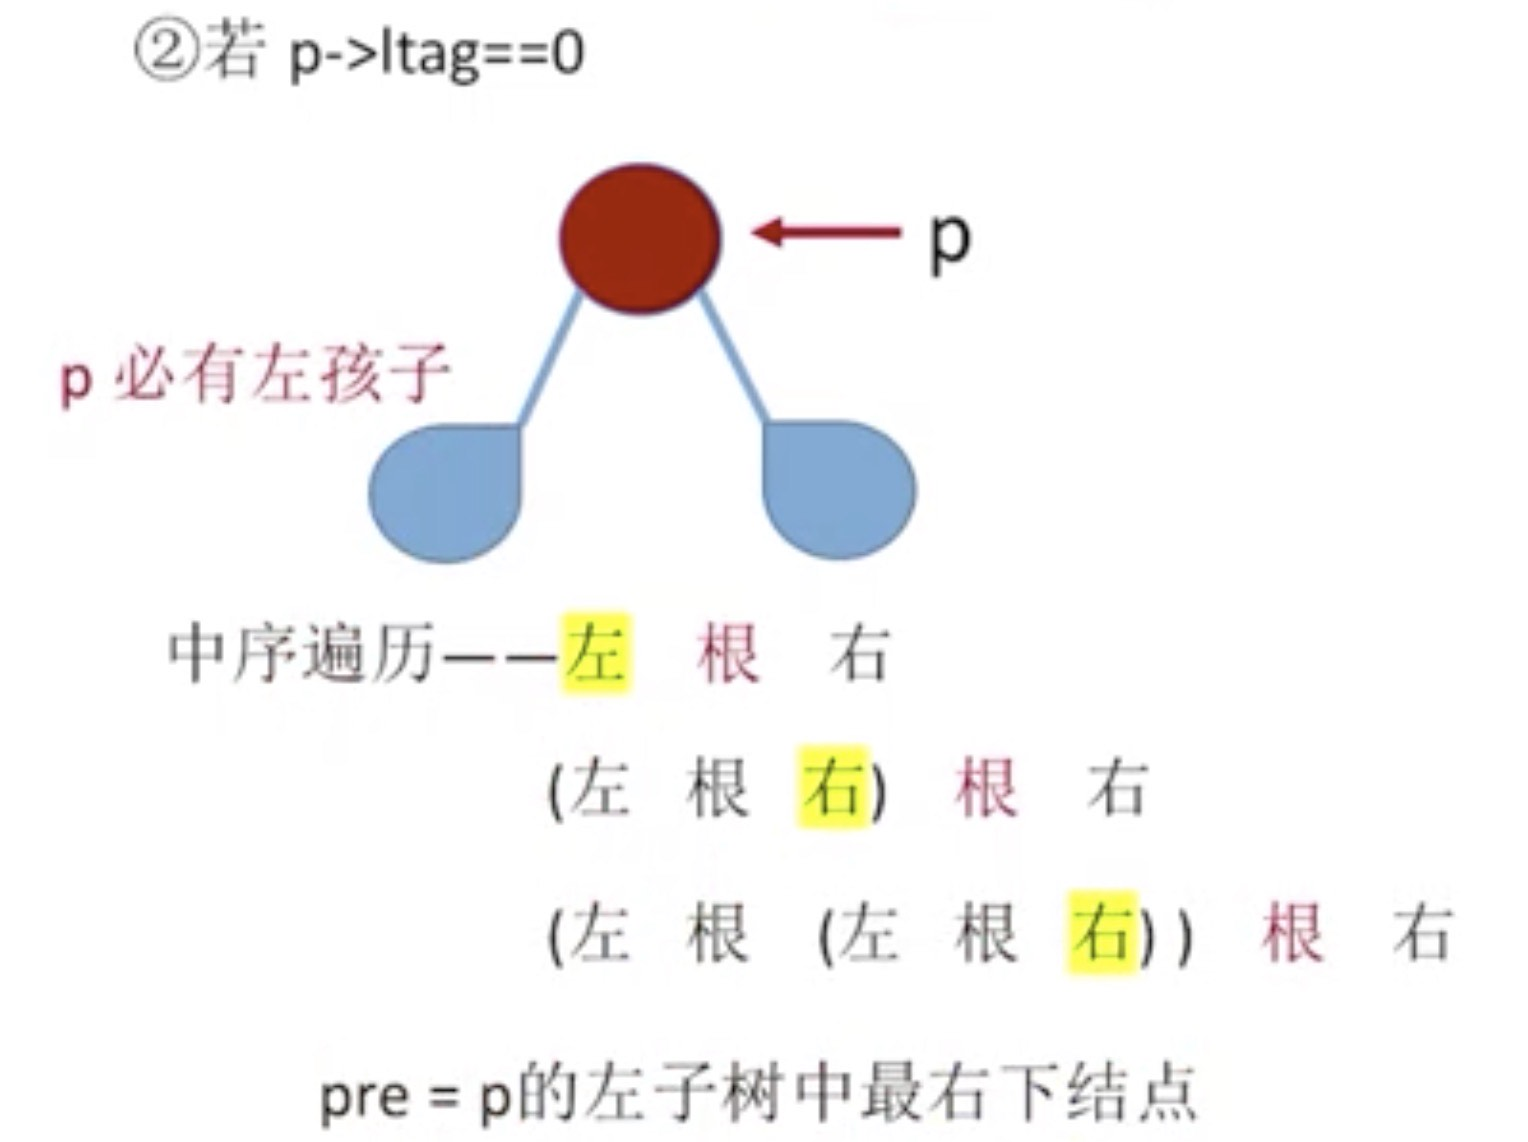 ②若 p->ltag==0
p
p 必有左孩子
中序遍历——左 根 右
(左 根 右) 根 右
(左 根 (左 根 右) ) 根 右
pre = p的左子树中最右下结点